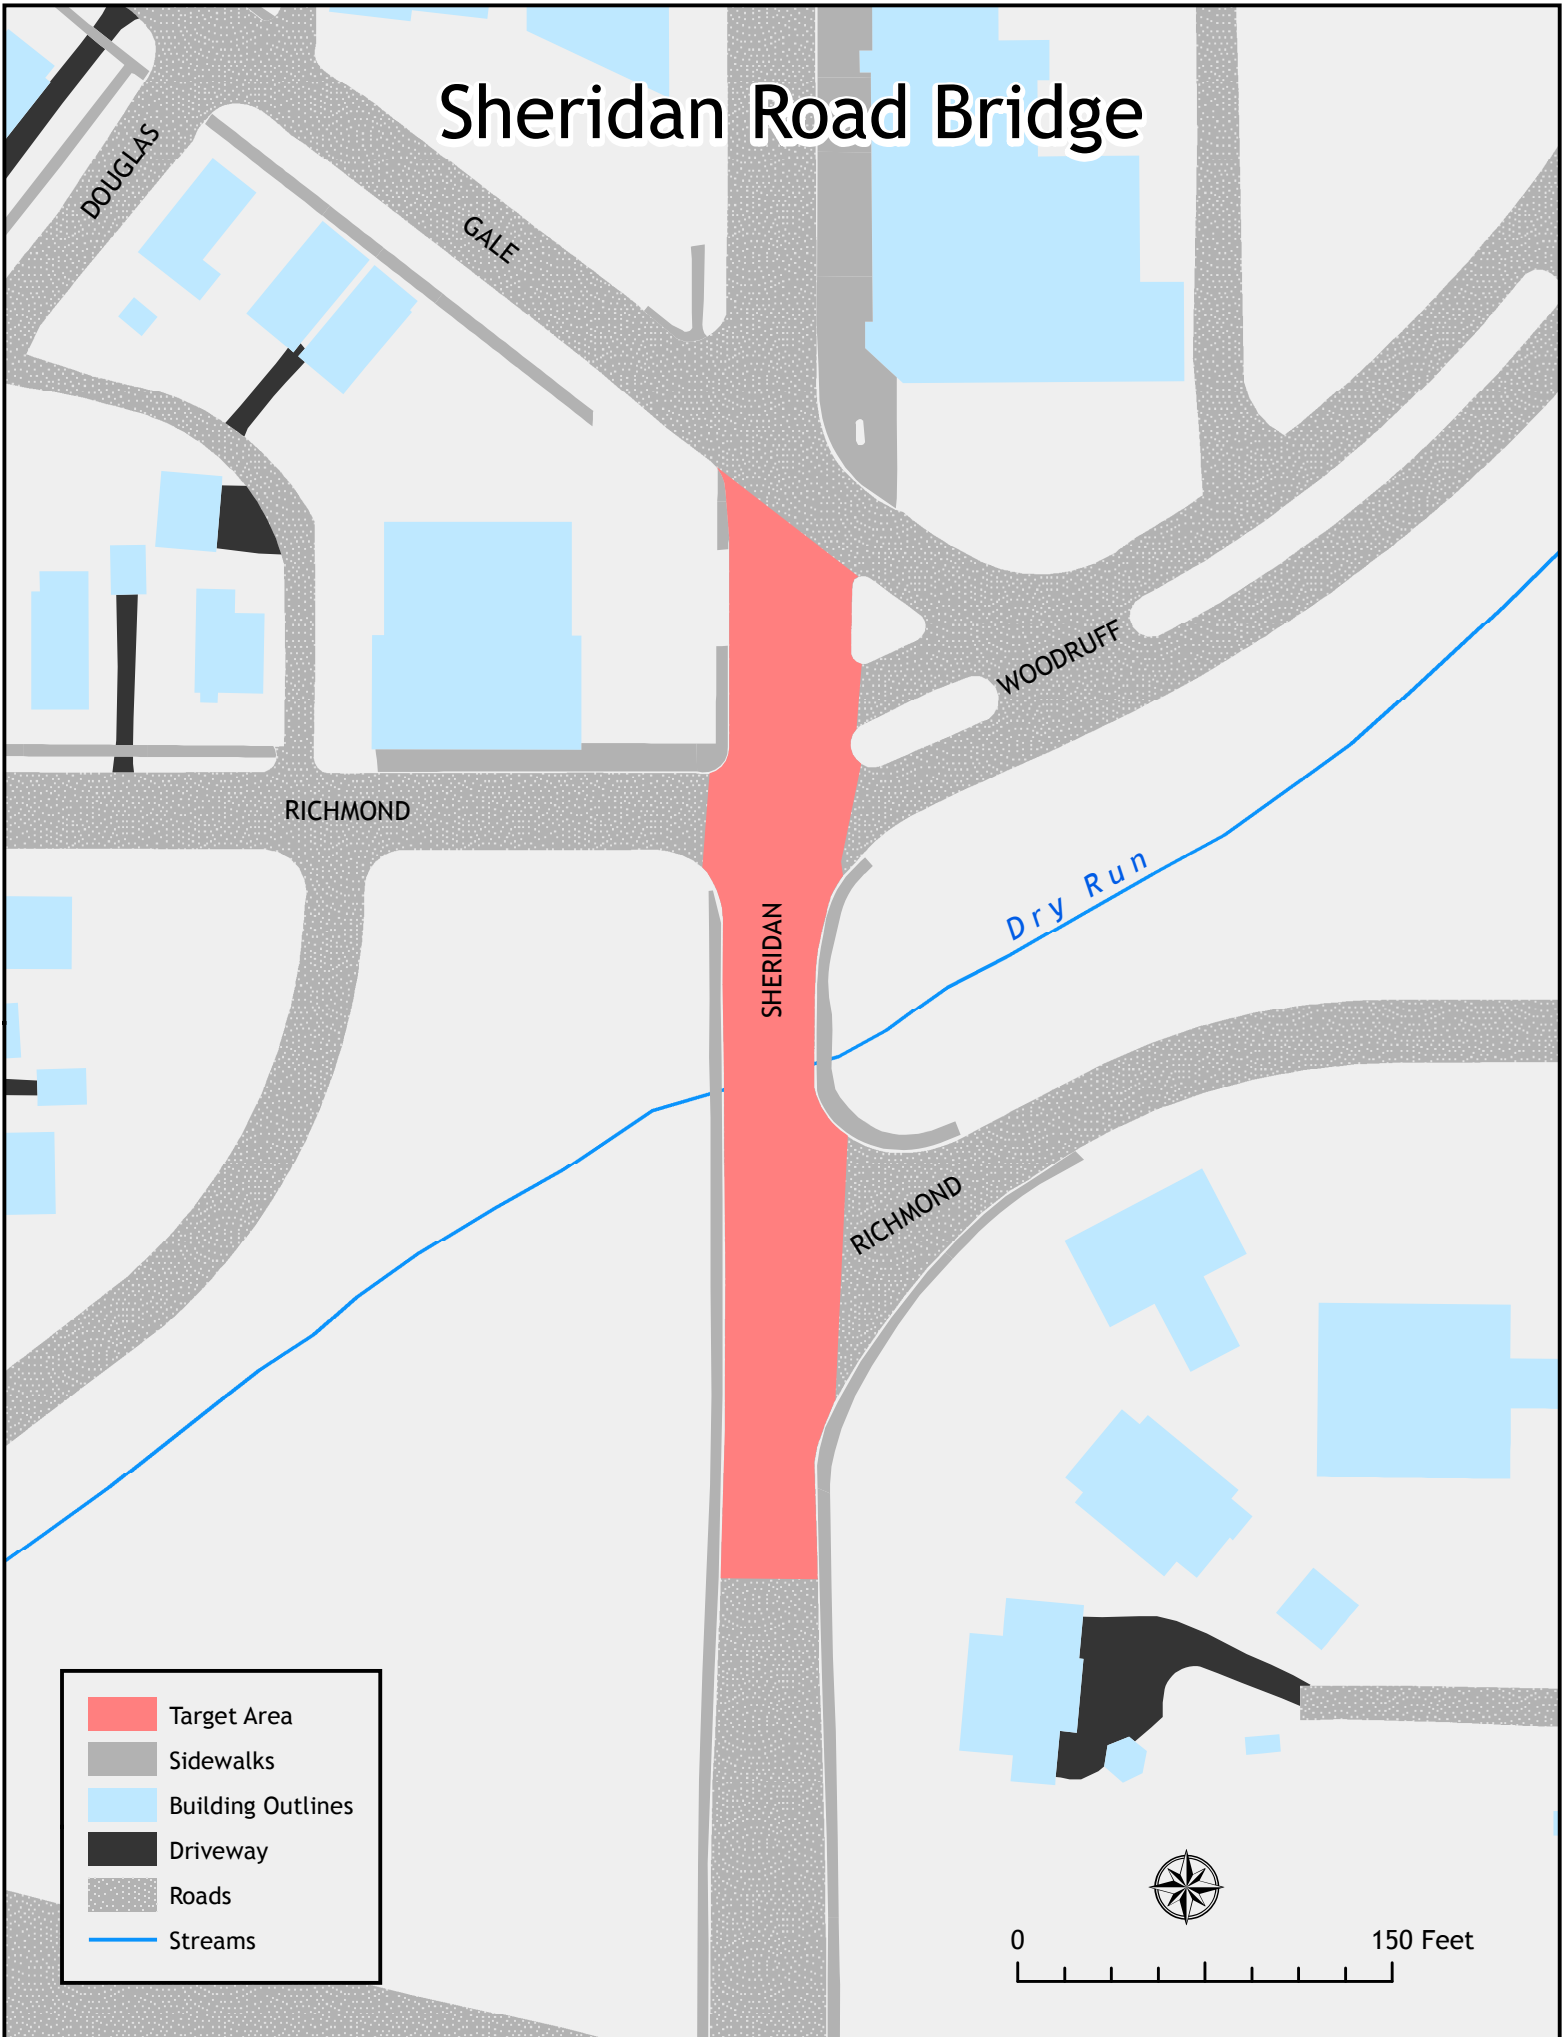 Sheridan Road Bridge
DOUGLAS
GALE
WOODRUFF
RICHMOND
Dry Run
SHERIDAN
RICHMOND
Target Area
Sidewalks
Building Outlines
Driveway
Roads
Streams
0 150 Feet